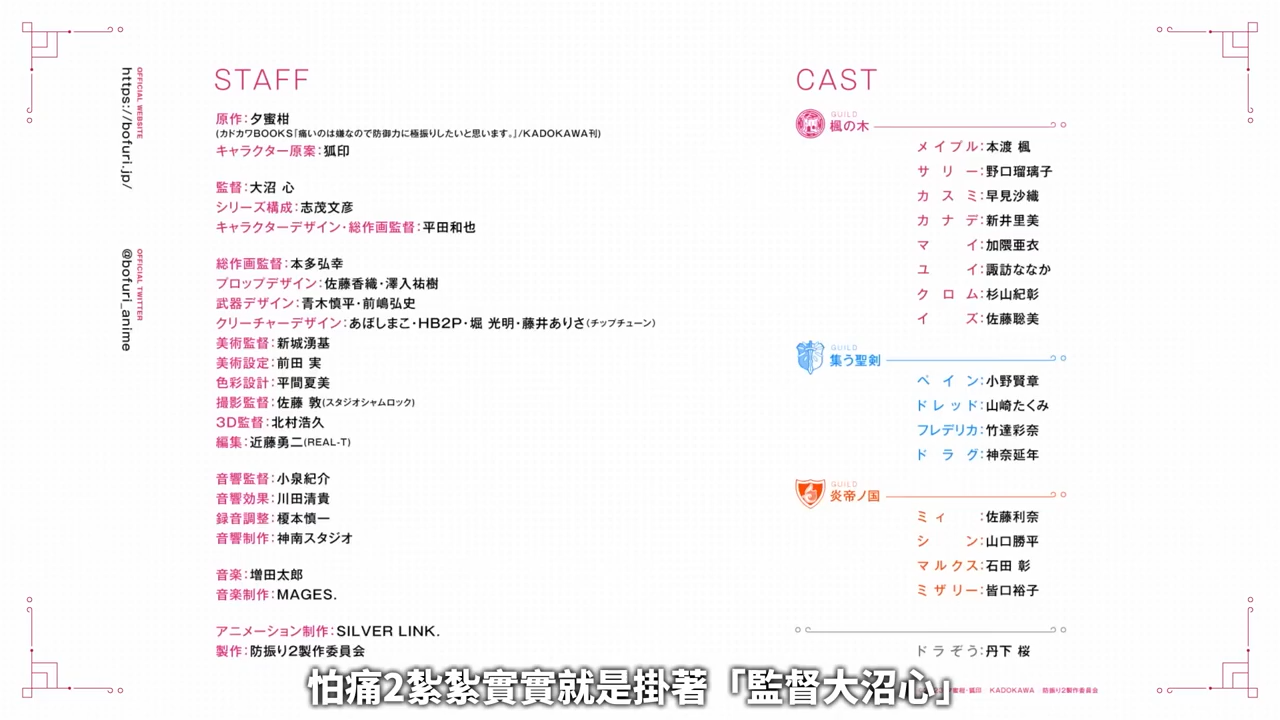 OFFICIAL WEBSITE
https://bofuri.jp/
OFFICIAL TWITTER
@bofuri_anime
STAFF
原作：夕蜜柑
(カドカワBOOKS『痛いのは嫌なので防御力に極振りしたいと思います。』/KADOKAWA刊)
キャラクター原案：狐印
監督：大沼 心
シリーズ構成：志茂文彦
キャラクターデザイン・総作画監督：平田和也
総作画監督：本多弘幸
プロップデザイン：佐藤香織・澤入祐樹
武器デザイン：青木慎平・前嶋弘史
クリーチャーデザイン：あぼしまこ・HB2P・堀 光明・藤井ありさ(チップチューン)
美術監督：新城湧基
美術設定：前田 実
色彩設計：平間夏美
撮影監督：佐藤 敦(スタジオシャムロック)
3D監督：北村浩久
編集：近藤勇二(REAL-T)
音響監督：小泉紀介
音響効果：川田清貴
録音調整：榎本慎一
音響制作：神南スタジオ
音楽：増田太郎
音楽制作：MAGES.
アニメーション制作：SILVER LINK.
製作：防振り2製作委員会
CAST
GUILD
楓の木
メイプル：本渡 楓
サリー：野口瑠璃子
カスミ：早見沙織
カナデ：新井里美
マイ：加隈亜衣
ユイ：諏訪ななか
クロム：杉山紀彰
イズ：佐藤聡美
GUILD
集う聖剣
ペイン：小野賢章
ドレッド：山崎たくみ
フレデリカ：竹達彩奈
ドラグ：神奈延年
GUILD
炎帝ノ国
ミィ：佐藤利奈
シン：山口勝平
マルクス：石田 彰
ミザリー：皆口裕子
ドラぞう：丹下 桜
蜜柑・狐印 KADOKAWA 防振り2製作委員会
怕痛2紮紮實實就是掛著「監督大沼心」